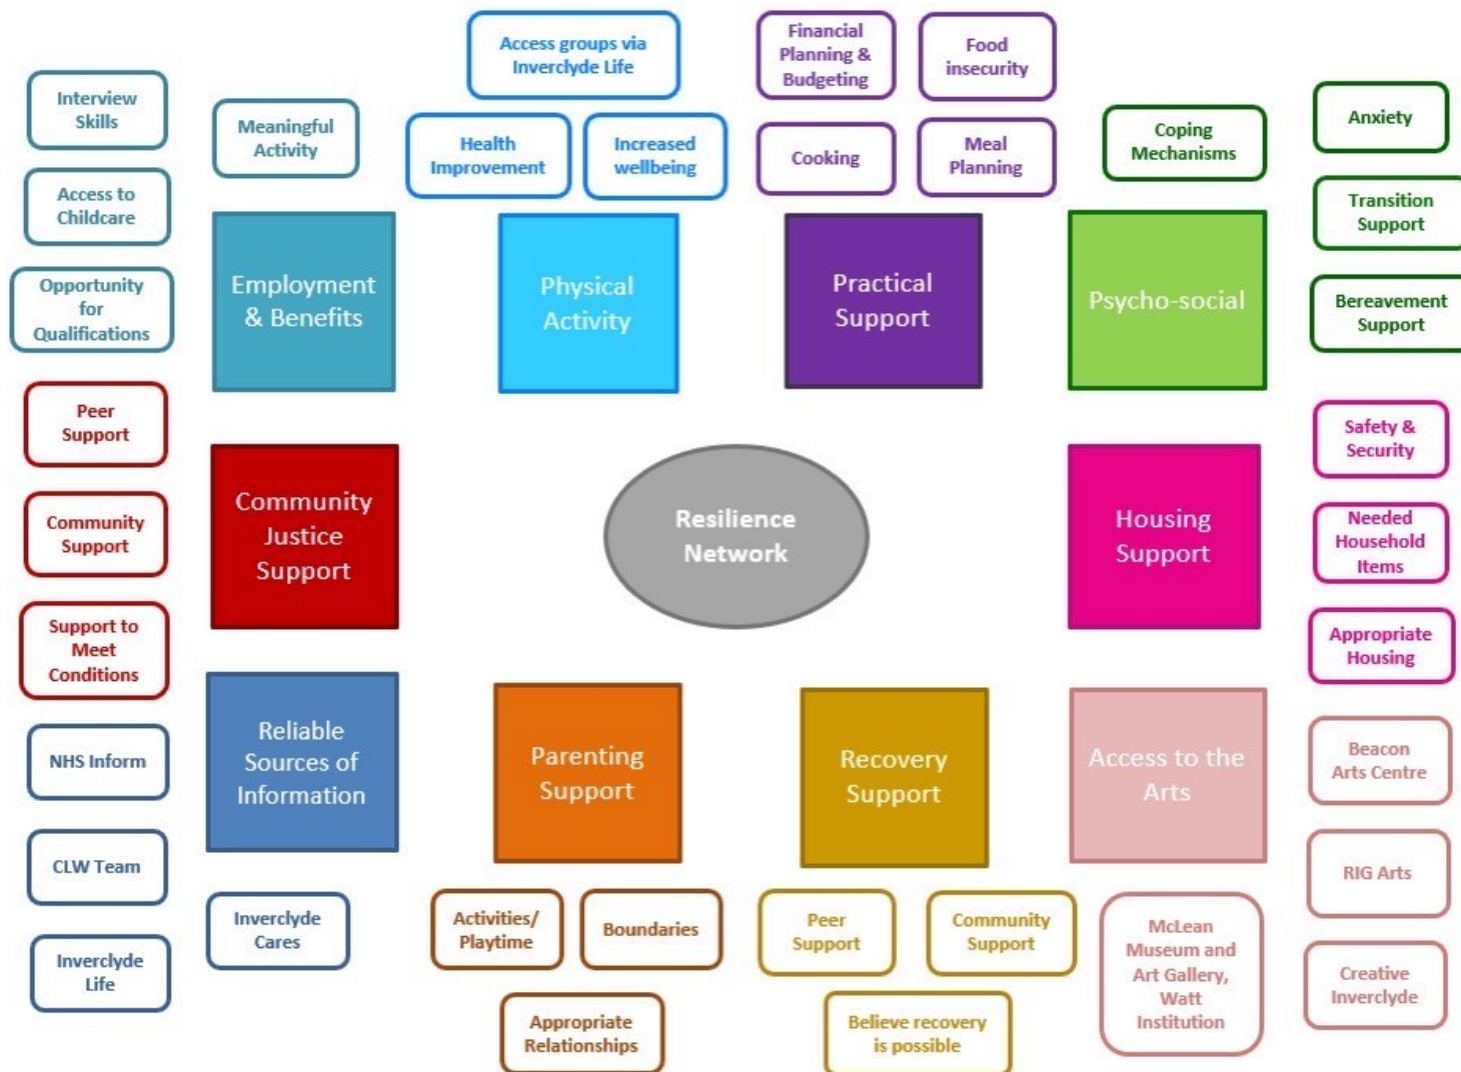 Access groups via
Inverclyde Life
Financial
Planning &
Budgeting
Food
insecurity
Interview
Skills
Meaningful
Activity
Health
Improvement
Increased
wellbeing
Cooking
Meal
Planning
Coping
Mechanisms
Anxiety
Access to
Childcare
Transition
Support
Opportunity
for
Qualifications
Employment
& Benefits
Physical
Activity
Practical
Support
Psycho-social
Bereavement
Support
Peer
Support
Safety &
Security
Community
Support
Community
Justice
Support
Resilience
Network
Housing
Support
Needed
Household
Items
Support to
Meet
Conditions
Appropriate
Housing
NHS Inform
Reliable
Sources of
Information
Parenting
Support
Recovery
Support
Access to the
Arts
Beacon
Arts Centre
CLW Team
RIG Arts
Inverclyde
Life
Inverclyde
Cares
Activities/
Playtime
Boundaries
Peer
Support
Community
Support
McLean
Museum and
Art Gallery,
Watt
Institution
Creative
Inverclyde
Appropriate
Relationships
Believe recovery
is possible